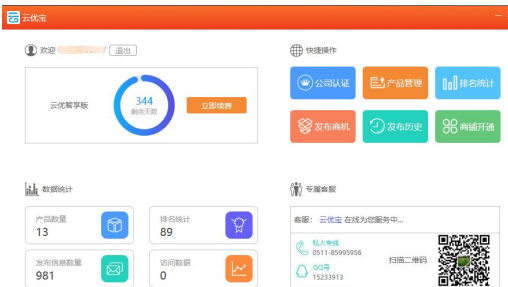 云优宝
欢迎
退出
快捷操作
云优智享版
344
剩余天数
立即续费
公司认证
产品管理
排名统计
发布商机
发布历史
商铺开通
数据统计
专属客服
产品数量
13
排名统计
89
发布信息数量
981
访问数据
0
客服： 云优宝 在线为您服务中...
私人专线
0511-85995956
QQ号
15233913
扫描二维码